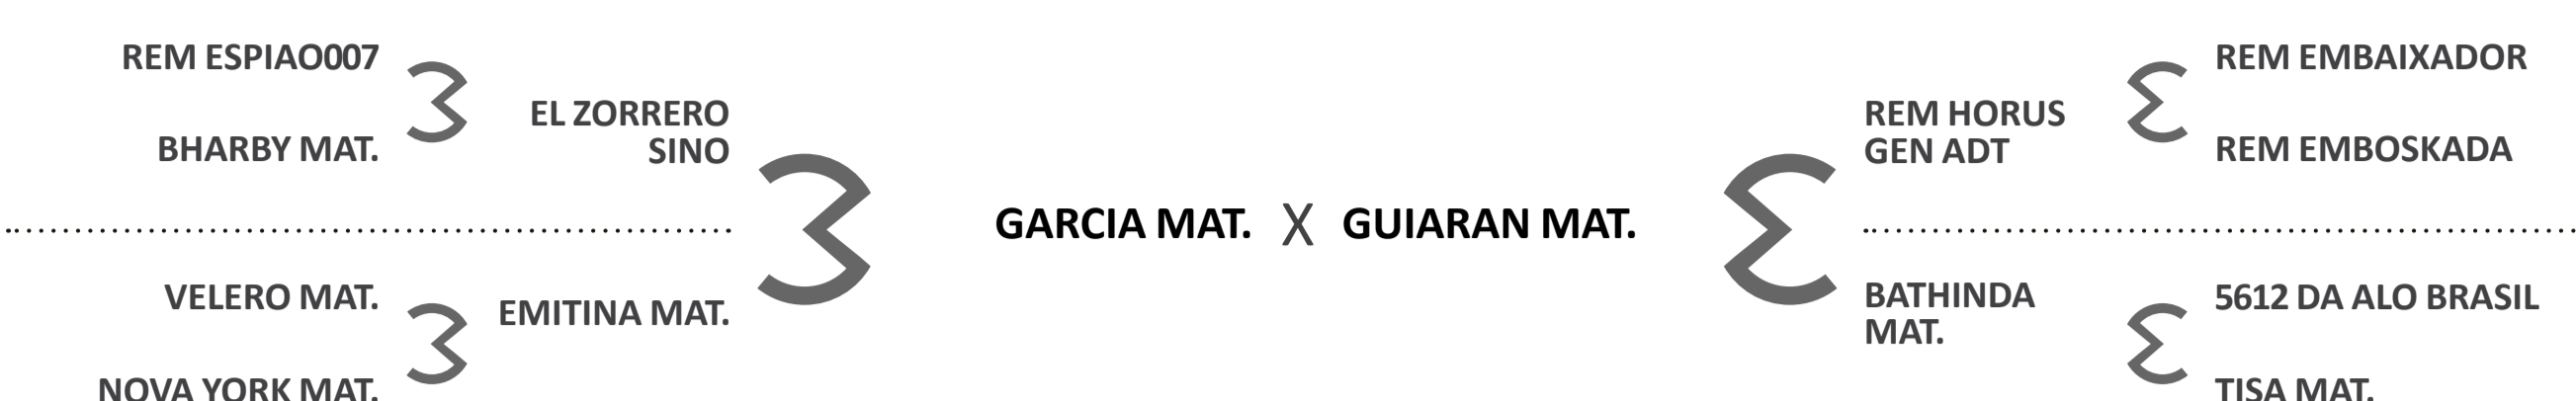 REM ESPIAO007
BHARBY MAT.
EL ZORRERO
SINO
VELERO MAT.
NOVA YORK MAT.
EMITINA MAT.
GARCIA MAT. X GUIARAN MAT.
REM HORUS
GEN ADT
REM EMBAIXADOR
REM EMBOSKADA
BATHINDA
MAT.
5612 DA ALO BRASIL
TISA MAT.